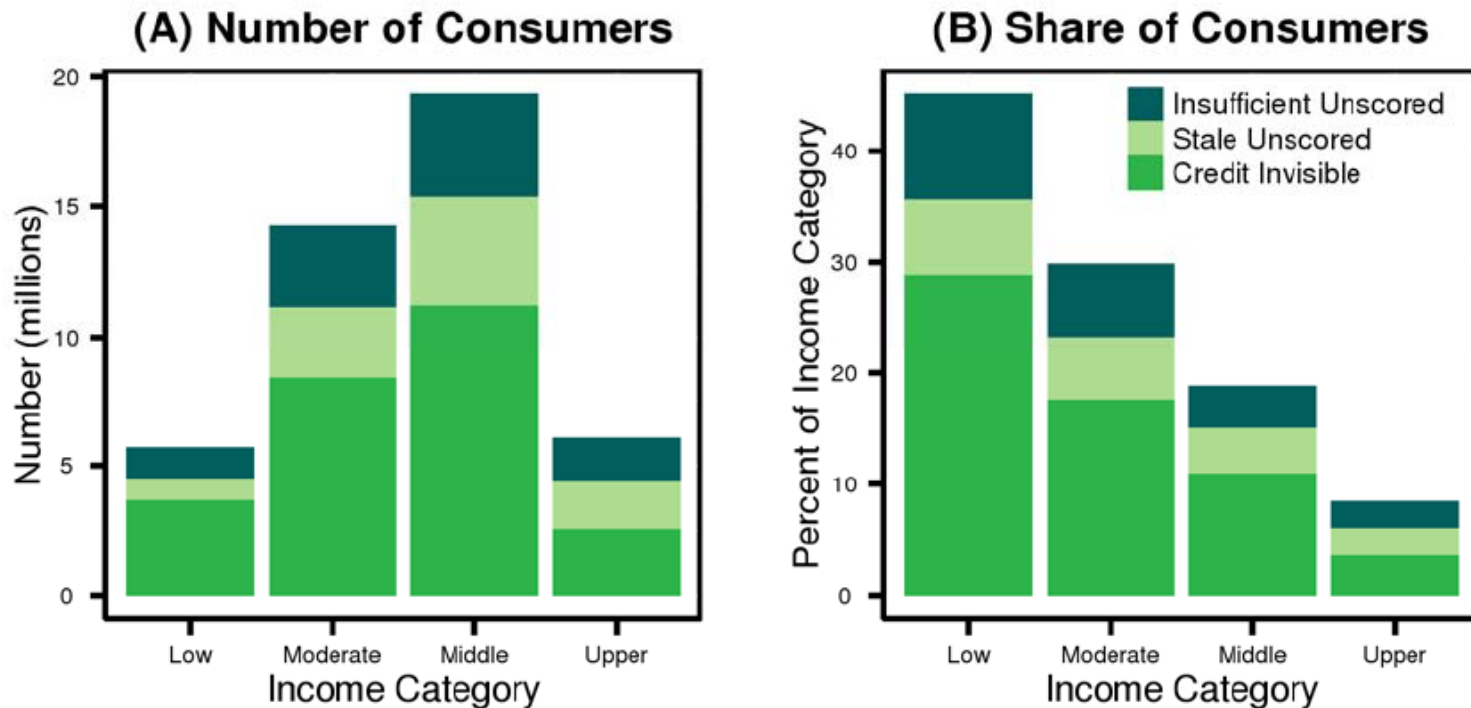 (A) Number of Consumers
Number (millions)
20
15
10
5
0
Low Moderate Middle Upper
Income Category
(B) Share of Consumers
Percent of Income Category
40
30
20
10
0
Insufficient Unscored
Stale Unscored
Credit Invisible
Low Moderate Middle Upper
Income Category